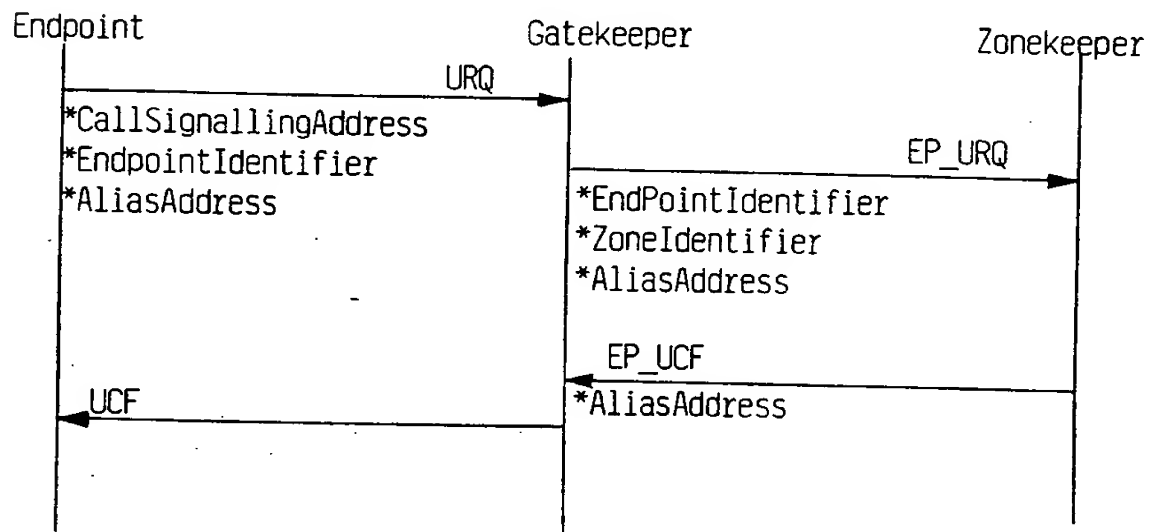 Endpoint
Gatekeeper
Zonekeeper
URQ
*CallSignallingAddress
*EndpointIdentifier
*AliasAddress
EP_URQ
*EndPointIdentifier
*ZoneIdentifier
*AliasAddress
EP_UCF
*AliasAddress
UCF